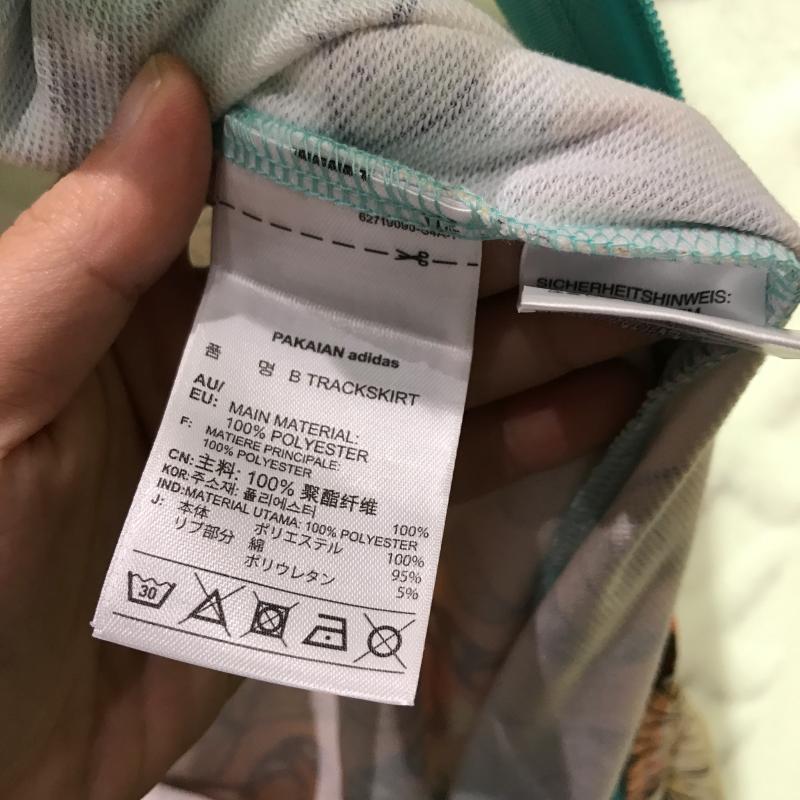 PAKAIAN adidas
품 명 B TRACKSKIRT
AU/
EU: MAIN MATERIAL:
100% POLYESTER
F: MATIERE PRINCIPALE:
100% POLYESTER
CN: 主料: 100% 聚酯纤维
KOR: 주소재: 폴리에스터 100%
IND: MATERIAL UTAMA: 100% POLYESTER
J: 本体 ポリエステル 100%
リブ部分 綿 95%
ポリウレタン 5%
30
SICHERHEITSHINWEIS: